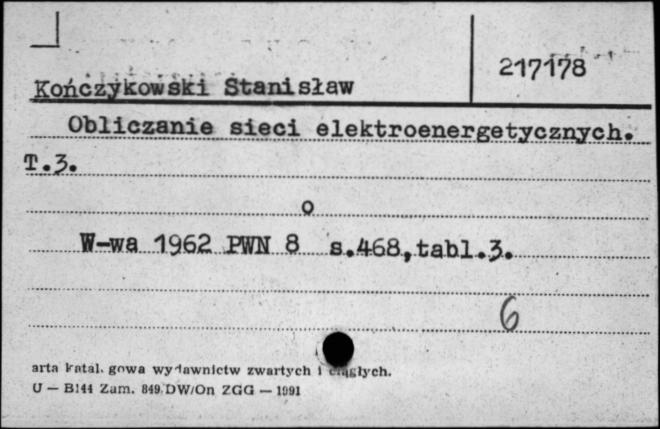 217178
Kończykowski Stanisław
Obliczanie sieci elektroenergetycznych.
T.3.
W-wa 1962 PWN 8° s.468,tabl.3.
6
arta katal. gowa wydawnictw zwartych i ciągłych.
U — B144 Zam. 849/DW/On ZGG — 1991